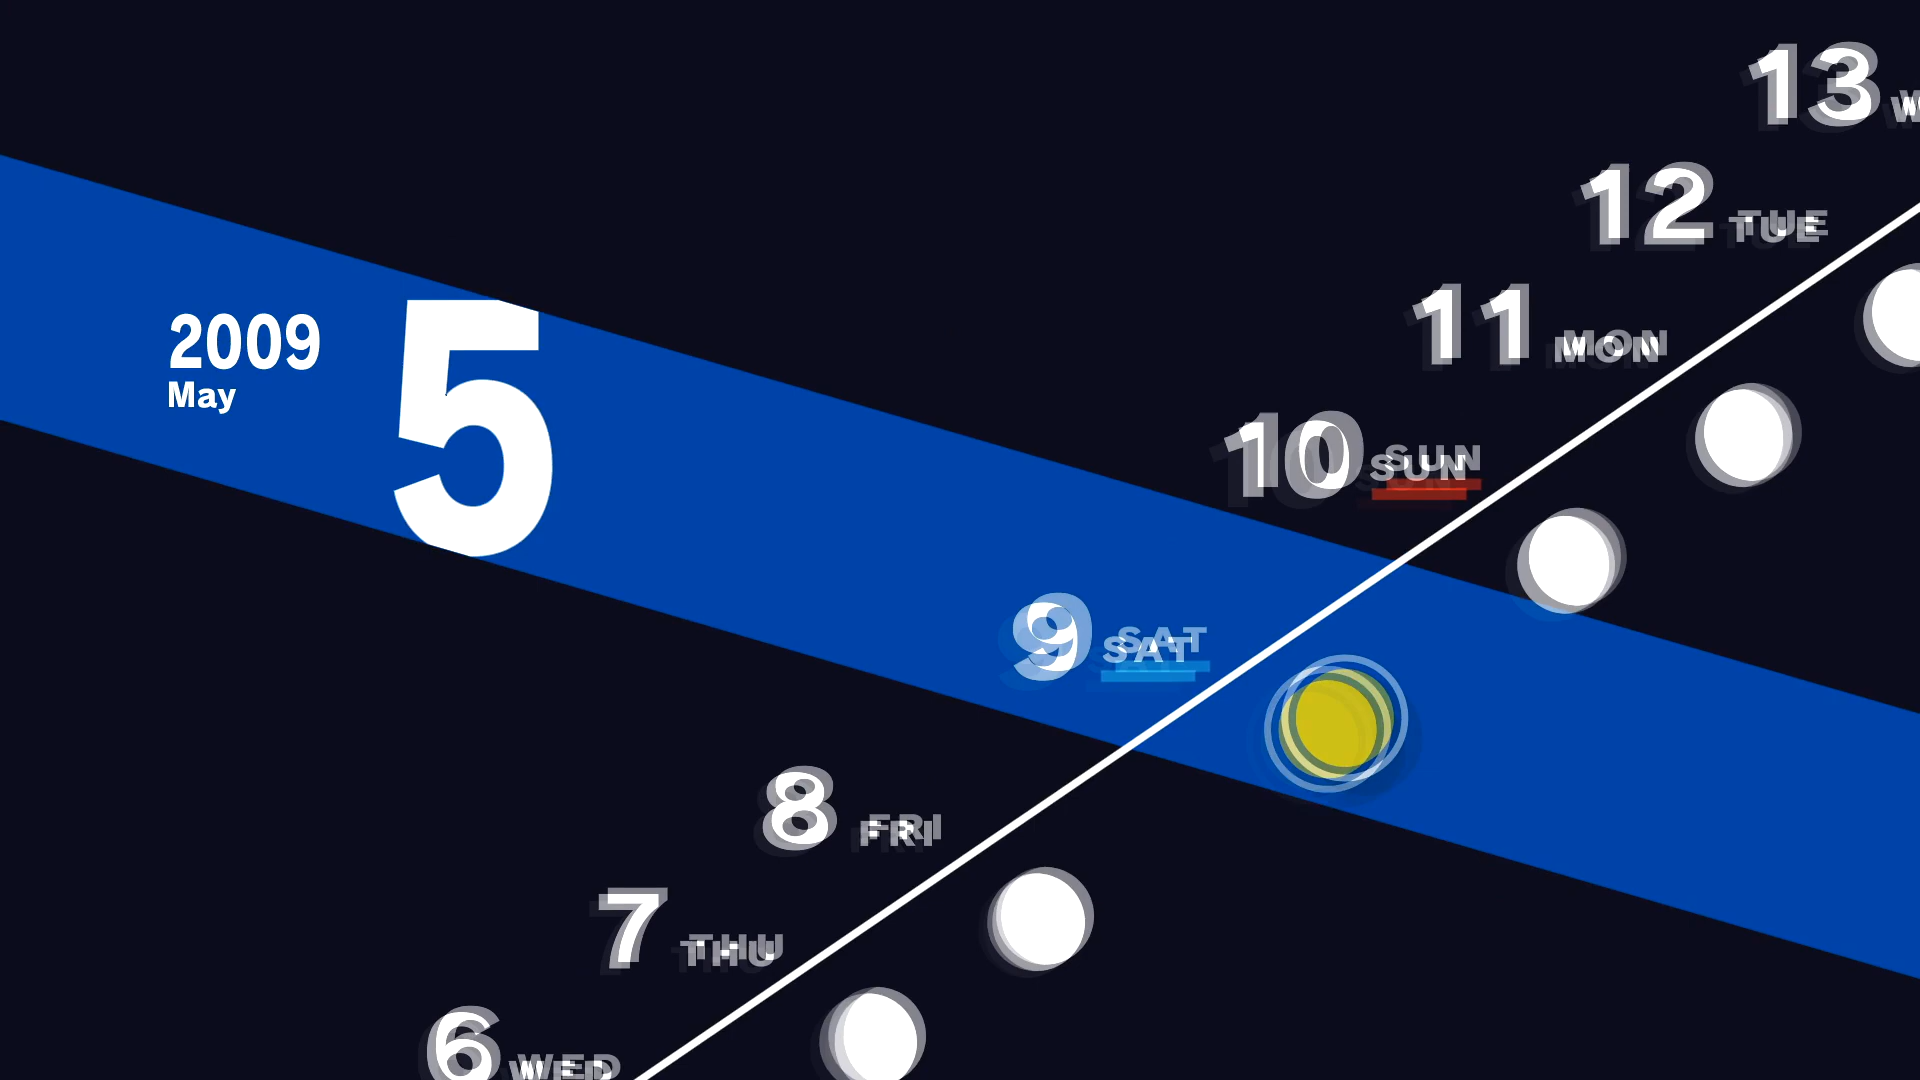 2009
May
5
13 W
12 TUE
11 MON
10 SUN
9 SAT
8 FRI
7 THU
6 WED